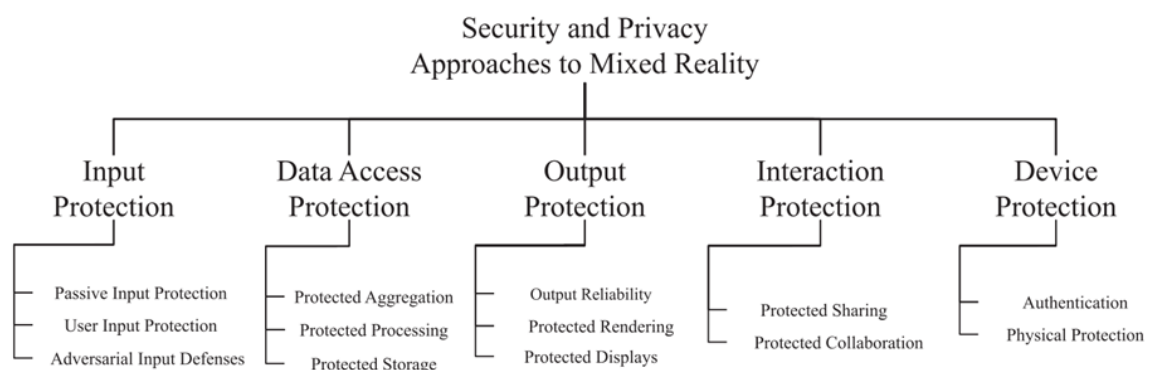 Security and Privacy
Approaches to Mixed Reality
Input
Protection
Data Access
Protection
Output
Protection
Interaction
Protection
Device
Protection
Passive Input Protection
User Input Protection
Adversarial Input Defenses
Protected Aggregation
Protected Processing
Protected Storage
Output Reliability
Protected Rendering
Protected Displays
Protected Sharing
Protected Collaboration
Authentication
Physical Protection